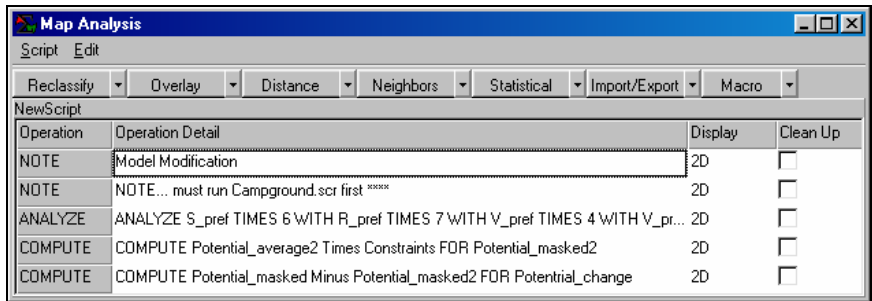 Map Analysis
Script Edit
Reclassify Overlay Distance Neighbors Statistical Import/Export Macro
NewScript
Operation Operation Detail Display Clean Up
NOTE Model Modification 2D
NOTE NOTE... must run Campground.scr first **** 2D
ANALYZE ANALYZE S_pref TIMES 6 WITH R_pref TIMES 7 WITH V_pref TIMES 4 WITH V_pr... 2D
COMPUTE COMPUTE Potential_average2 Times Constraints FOR Potential_masked2 2D
COMPUTE COMPUTE Potential_masked Minus Potential_masked2 FOR Potentrial_change 2D